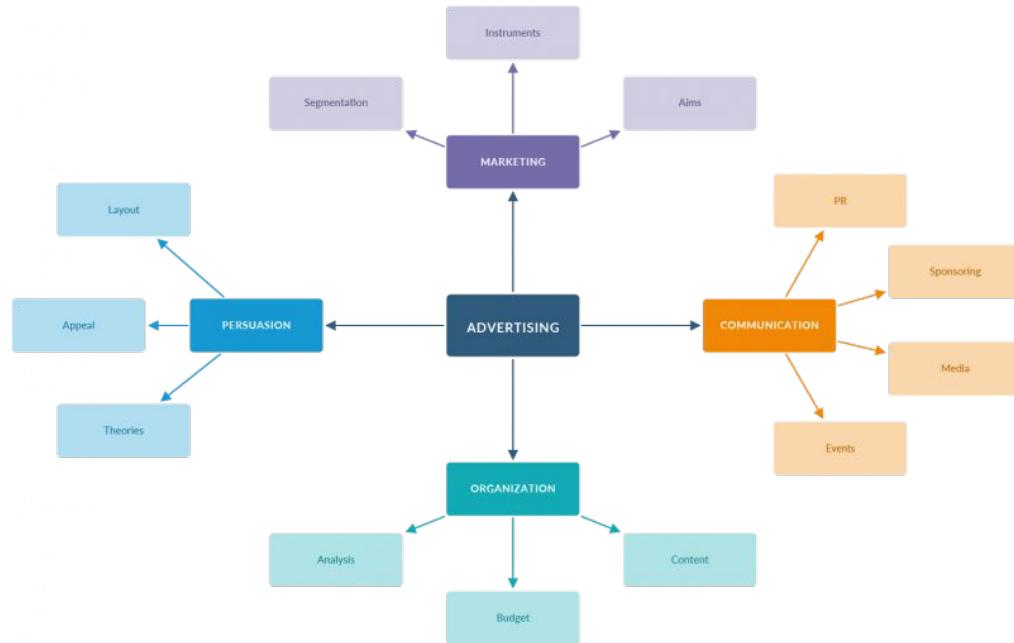 Instruments
Segmentation
Aims
MARKETING
PR
Layout
Sponsoring
Appeal
PERSUASION
ADVERTISING
COMMUNICATION
Media
Theories
Events
ORGANIZATION
Analysis
Content
Budget